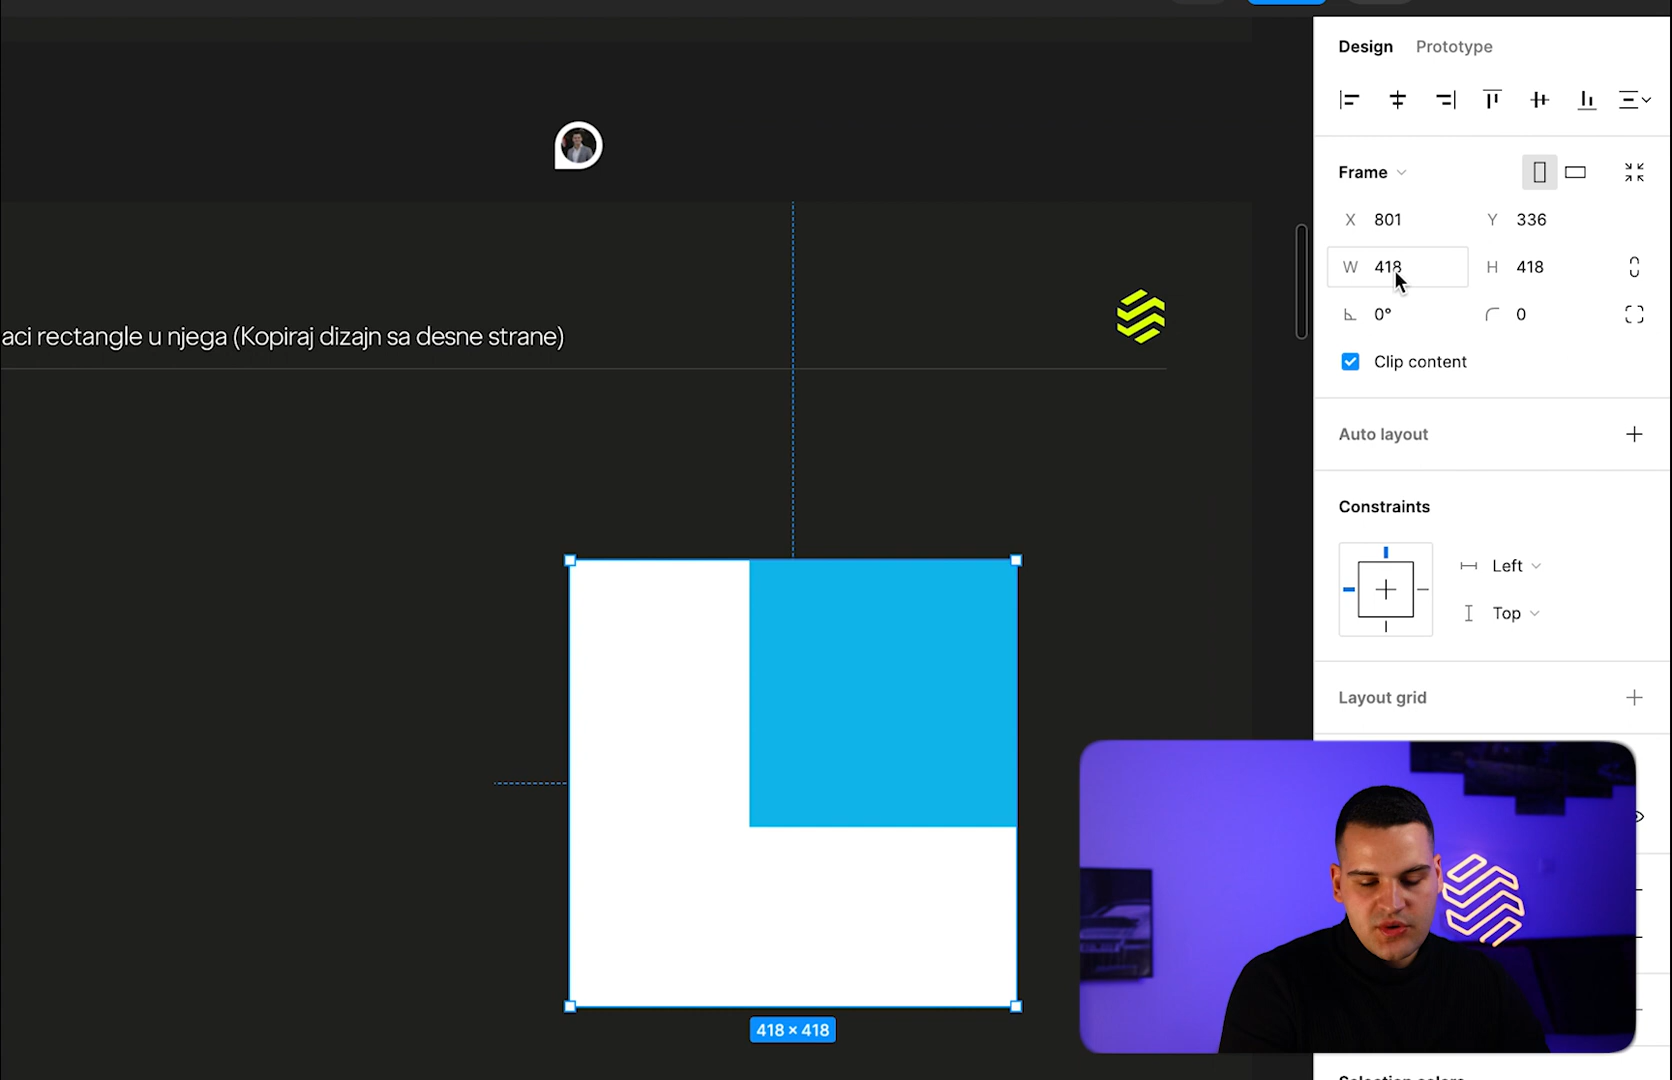 Design Prototype
Frame
X 801 Y 336
W 418 H 418
0° 0
Clip content
Auto layout
Constraints
Left
Top
Layout grid
aci rectangle u njega (Kopiraj dizajn sa desne strane)
418 × 418